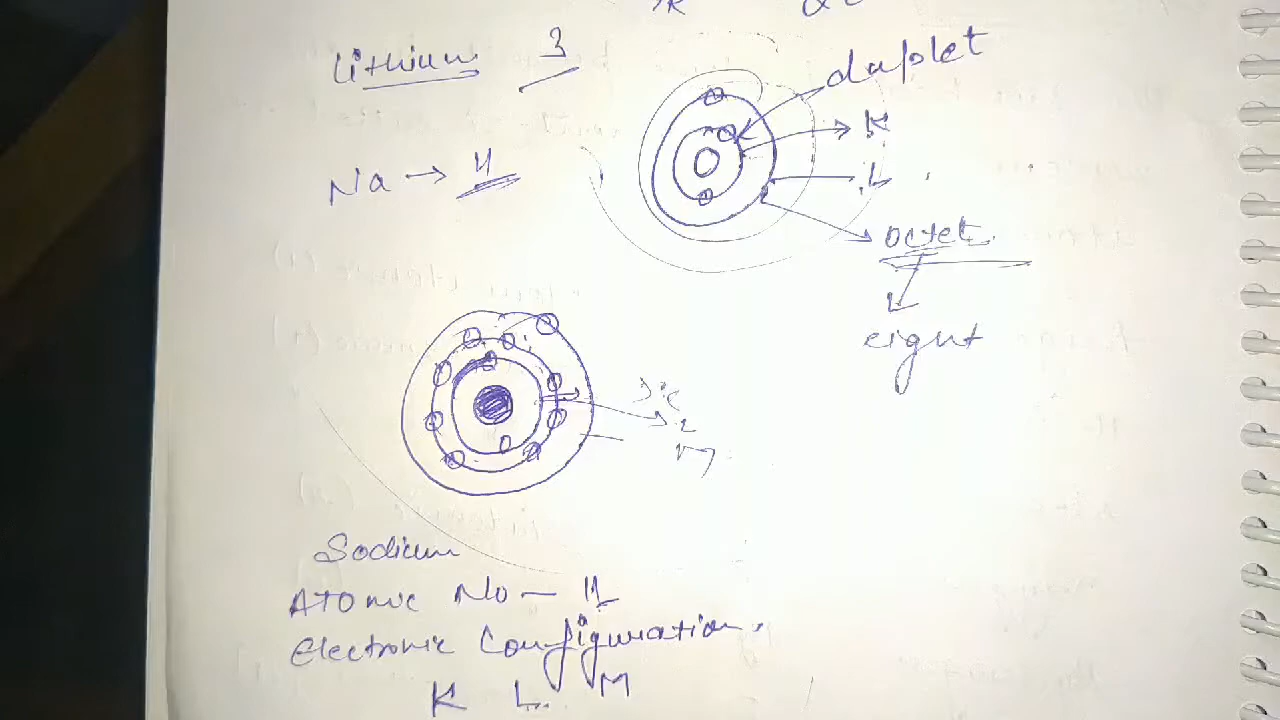 Lithium 3
duplet
K
Na → 11
L
octet
eight
L
M
Sodium
Atomic No — 11
Electronic Configuration.
K L M